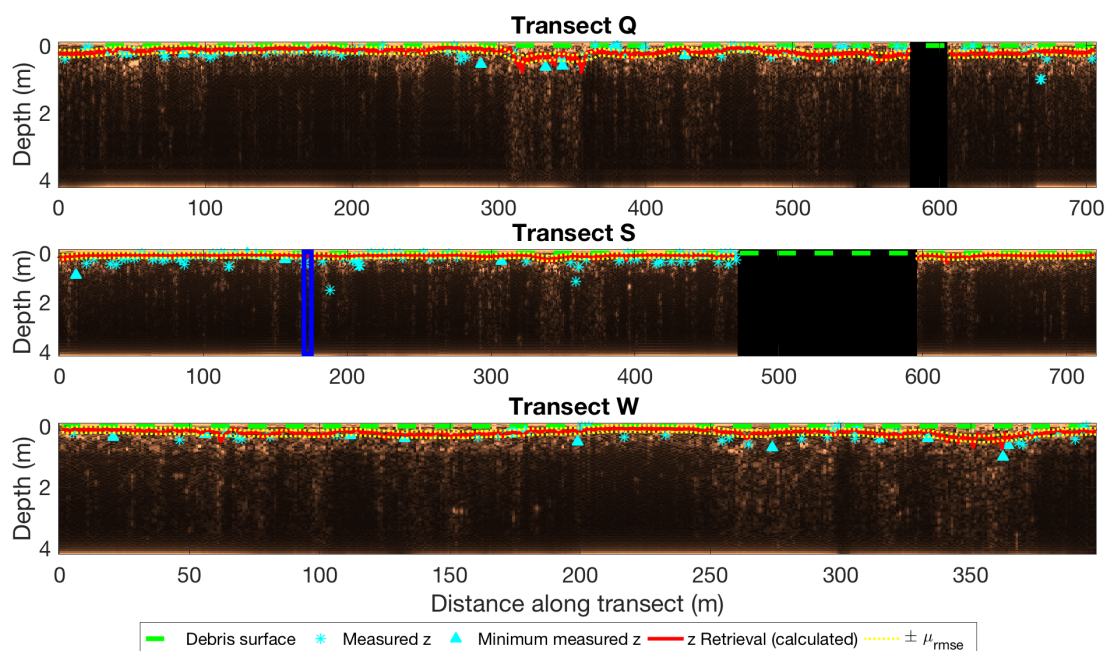 Transect Q
Depth (m)
0
2
4
0 100 200 300 400 500 600 700
Transect S
Depth (m)
0
2
4
0 100 200 300 400 500 600 700
Transect W
Depth (m)
0
2
4
0 50 100 150 200 250 300 350
Distance along transect (m)
Debris surface Measured z Minimum measured z z Retrieval (calculated) ± μrmse